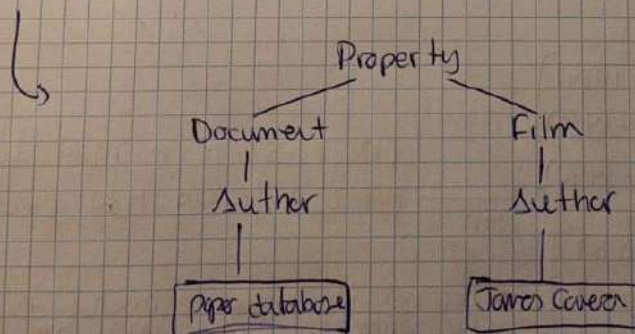 Property
Document Film
Author Author
paper database James Cameron